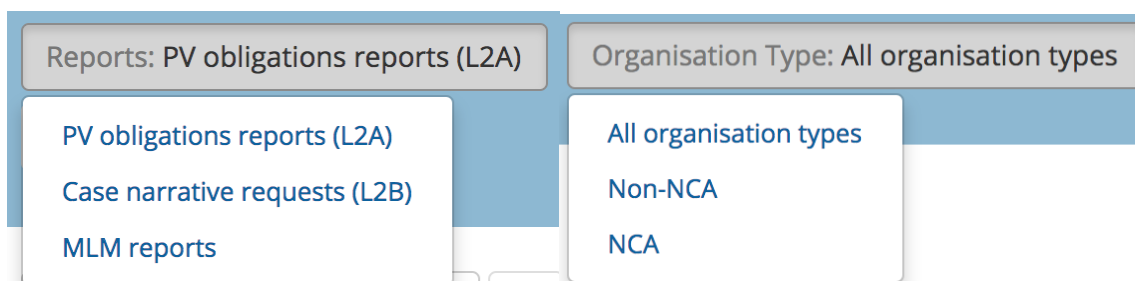 Reports: PV obligations reports (L2A)
PV obligations reports (L2A)
Case narrative requests (L2B)
MLM reports
Organisation Type: All organisation types
All organisation types
Non-NCA
NCA